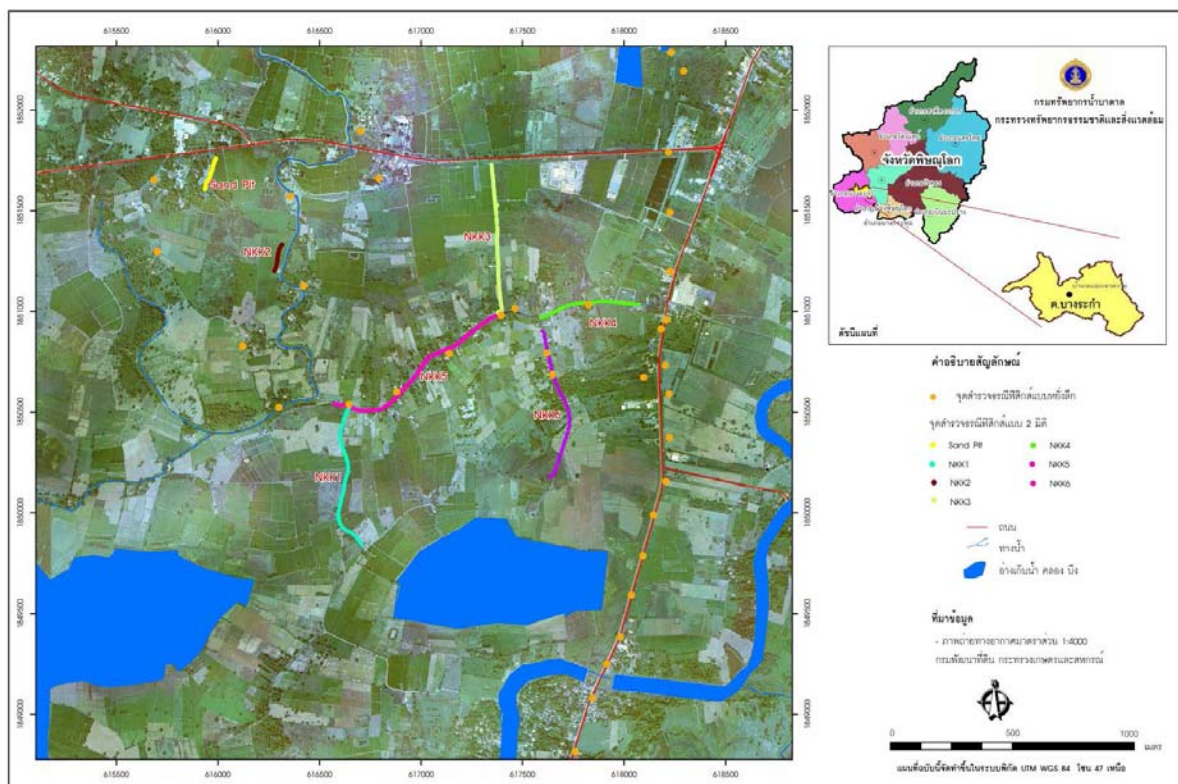 615500 616000 616500 617000 617500 618000 618500
1852000 1852000
1851500 1851500
1851000 1851000
1850500 1850500
1850000 1850000
1849500 1849500
1849000 1849000
Sand Pit
NKK2
NKK3
NKK4
NKK5
NKK6
NKK1
615500 616000 616500 617000 617500 618000 618500
กรมทรัพยากรน้ำบาดาล
กระทรวงทรัพยากรธรรมชาติและสิ่งแวดล้อม
จังหวัดพิษณุโลก
ต.บางระกำ
ดัชนีแผนที่
คำอธิบายสัญลักษณ์
จุดสำรวจธรณีฟิสิกส์แบบหยั่งลึก
จุดสำรวจธรณีฟิสิกส์แบบ 2 มิติ
Sand Pit NKK4
NKK1 NKK5
NKK2 NKK6
NKK3
ถนน
ทางน้ำ
อ่างเก็บน้ำ คลอง บึง
ที่มาข้อมูล
- ภาพถ่ายทางอากาศมาตราส่วน 1:4000
กรมพัฒนาที่ดิน กระทรวงเกษตรและสหกรณ์
0 500 1000
เมตร
แผนที่ฉบับนี้จัดทำขึ้นในระบบพิกัด UTM WGS 84 โซน 47 เหนือ